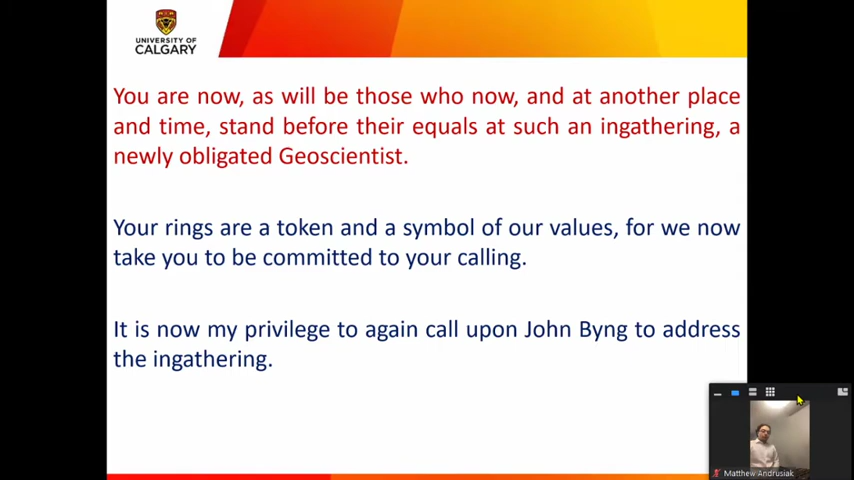 UNIVERSITY OF
CALGARY
You are now, as will be those who now, and at another place
and time, stand before their equals at such an ingathering, a
newly obligated Geoscientist.
Your rings are a token and a symbol of our values, for we now
take you to be committed to your calling.
It is now my privilege to again call upon John Byng to address
the ingathering.
Matthew Andrusiak